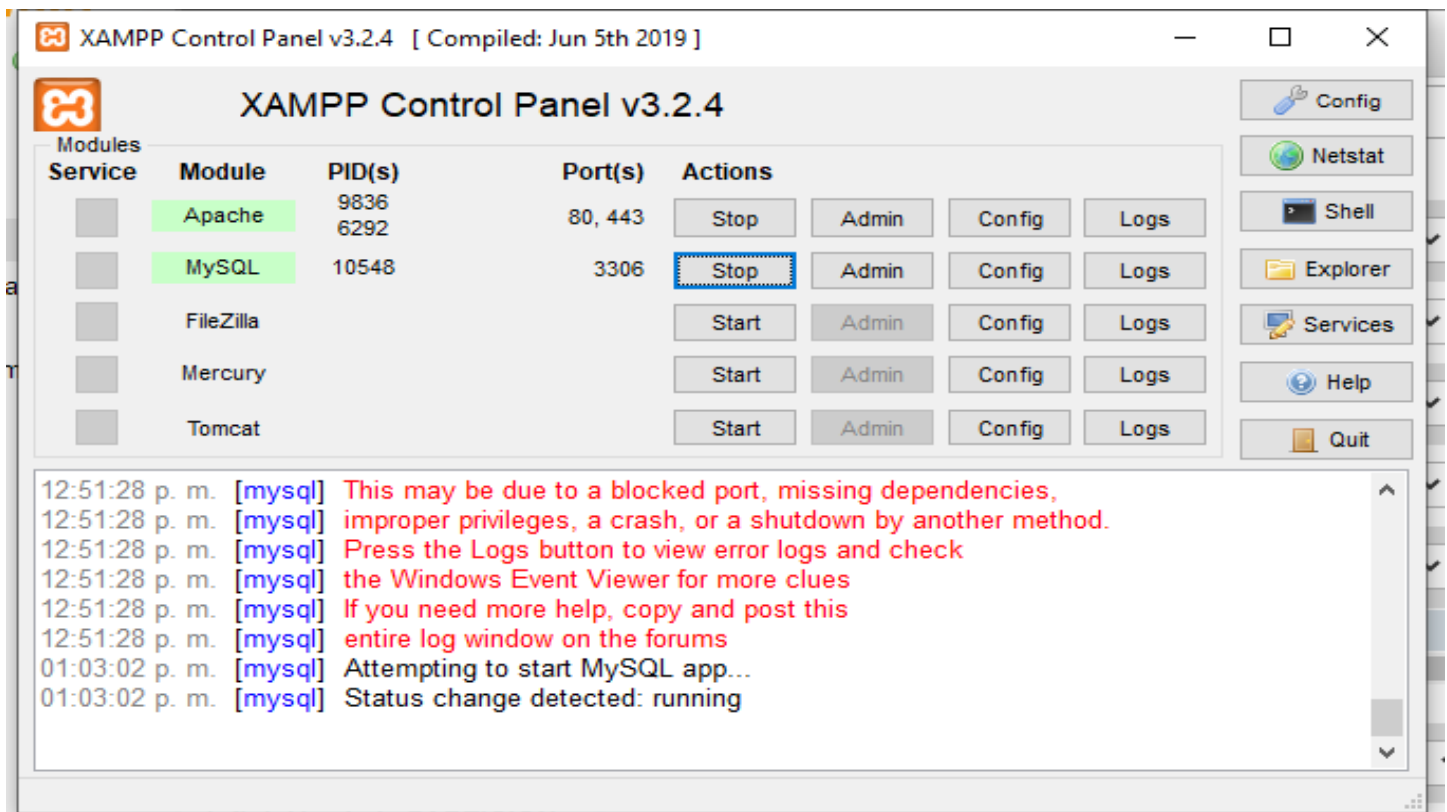 XAMPP Control Panel v3.2.4 [ Compiled: Jun 5th 2019 ]
XAMPP Control Panel v3.2.4
Config
Modules
Netstat
Service Module PID(s) Port(s) Actions
Apache 9836 6292 80, 443 Stop Admin Config Logs
Shell
MySQL 10548 3306 Stop Admin Config Logs
Explorer
FileZilla Start Admin Config Logs
Services
Mercury Start Admin Config Logs
Help
Tomcat Start Admin Config Logs
Quit
12:51:28 p. m. [mysql] This may be due to a blocked port, missing dependencies,
12:51:28 p. m. [mysql] improper privileges, a crash, or a shutdown by another method.
12:51:28 p. m. [mysql] Press the Logs button to view error logs and check
12:51:28 p. m. [mysql] the Windows Event Viewer for more clues
12:51:28 p. m. [mysql] If you need more help, copy and post this
12:51:28 p. m. [mysql] entire log window on the forums
01:03:02 p. m. [mysql] Attempting to start MySQL app...
01:03:02 p. m. [mysql] Status change detected: running